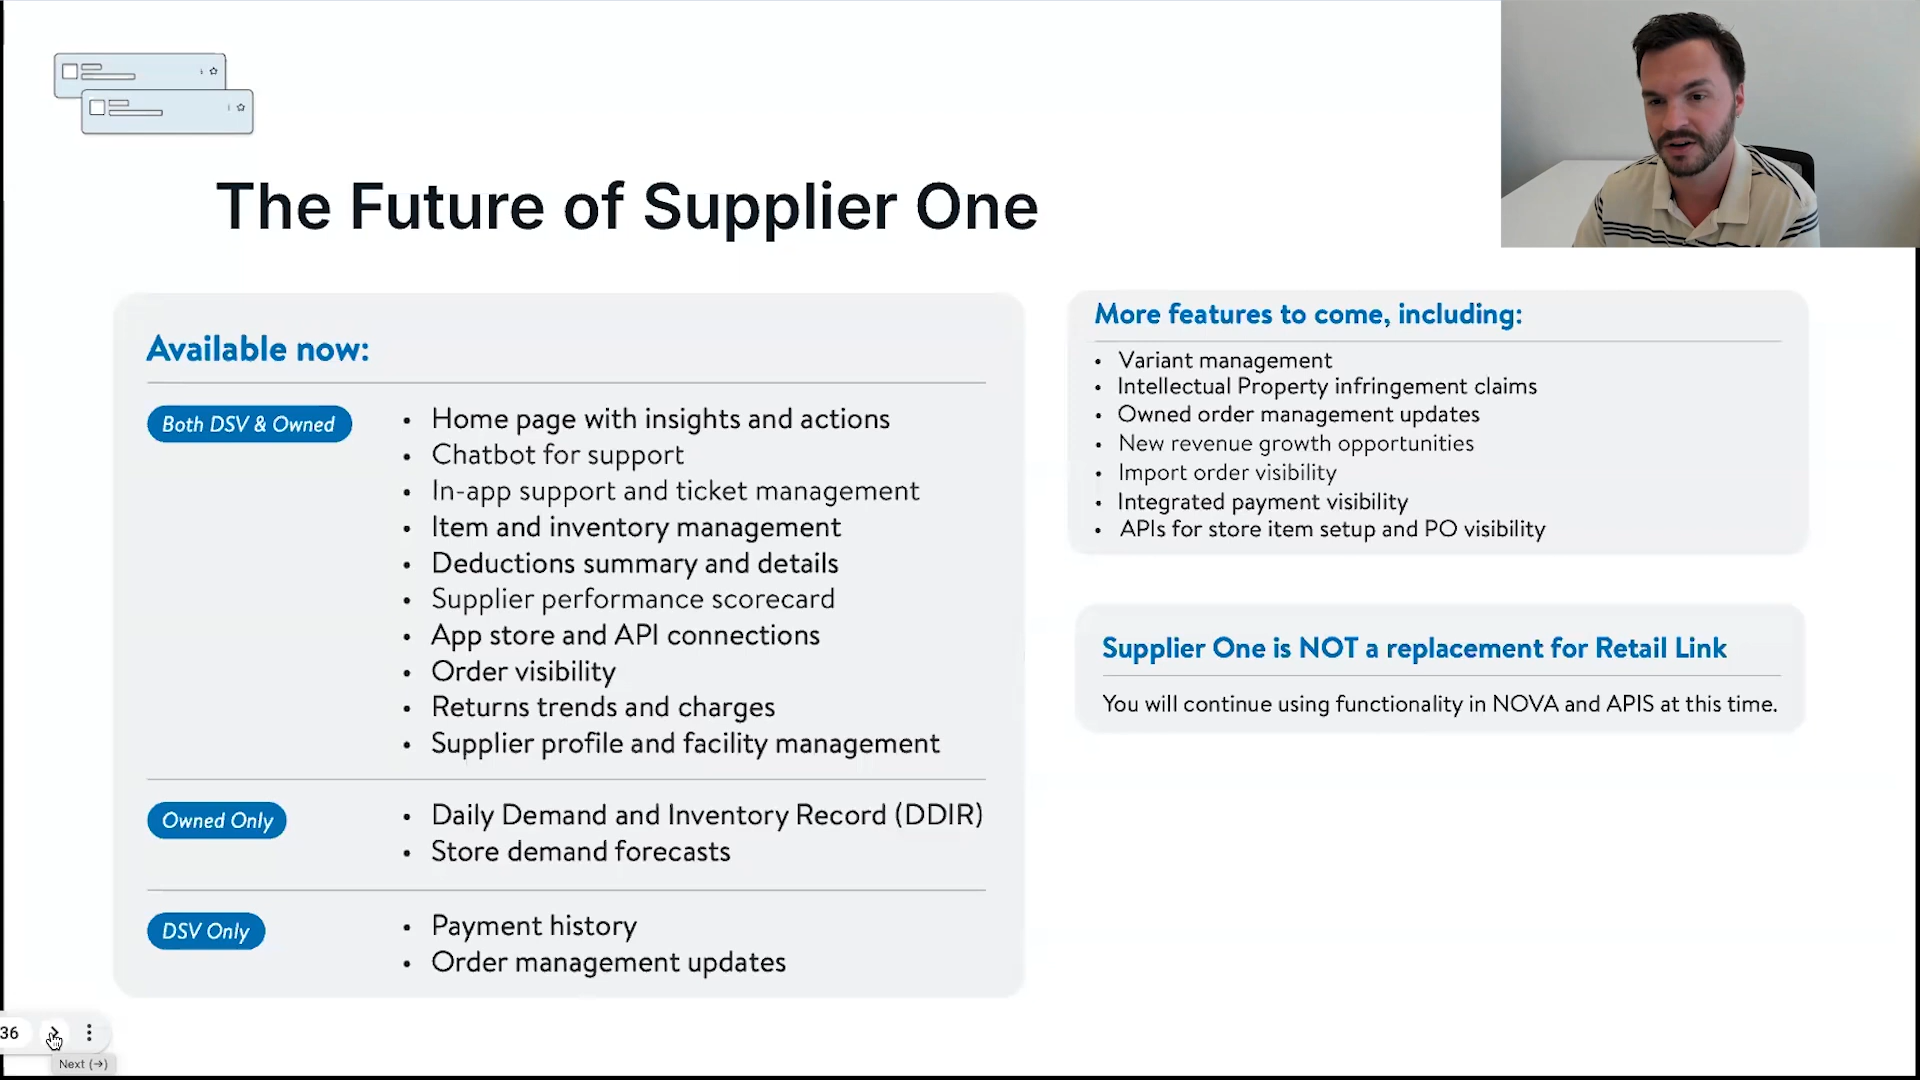 The Future of Supplier One
Available now:
Both DSV & Owned
• Home page with insights and actions
• Chatbot for support
• In-app support and ticket management
• Item and inventory management
• Deductions summary and details
• Supplier performance scorecard
• App store and API connections
• Order visibility
• Returns trends and charges
• Supplier profile and facility management
Owned Only
• Daily Demand and Inventory Record (DDIR)
• Store demand forecasts
DSV Only
• Payment history
• Order management updates
More features to come, including:
• Variant management
• Intellectual Property infringement claims
• Owned order management updates
• New revenue growth opportunities
• Import order visibility
• Integrated payment visibility
• APIs for store item setup and PO visibility
Supplier One is NOT a replacement for Retail Link
You will continue using functionality in NOVA and APIS at this time.
36
Next (→)